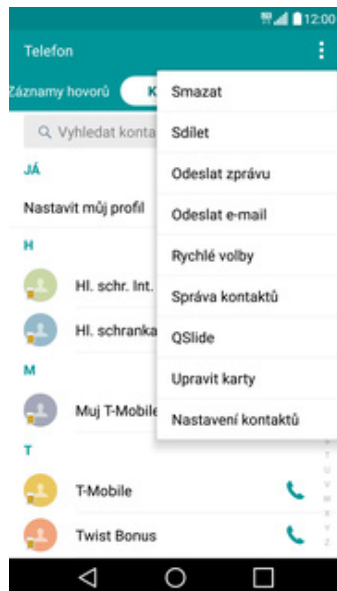 12:00
Telefon
Záznamy hovorů
K
Smazat
Vyhledat konta
Sdílet
JÁ
Odeslat zprávu
Nastavit můj profil
Odeslat e-mail
H
Rychlé volby
Hl. schr. Int.
Správa kontaktů
Hl. schranka
QSlide
M
Upravit karty
Muj T-Mobile
Nastavení kontaktů
T
T-Mobile
Twist Bonus
T
U
V
W
X
Y
Z